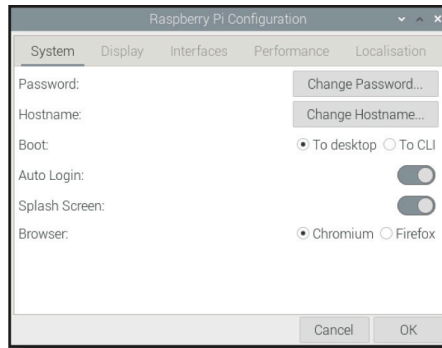 Raspberry Pi Configuration
System Display Interfaces Performance Localisation
Password: Change Password...
Hostname: Change Hostname...
Boot: To desktop To CLI
Auto Login:
Splash Screen:
Browser: Chromium Firefox
Cancel OK